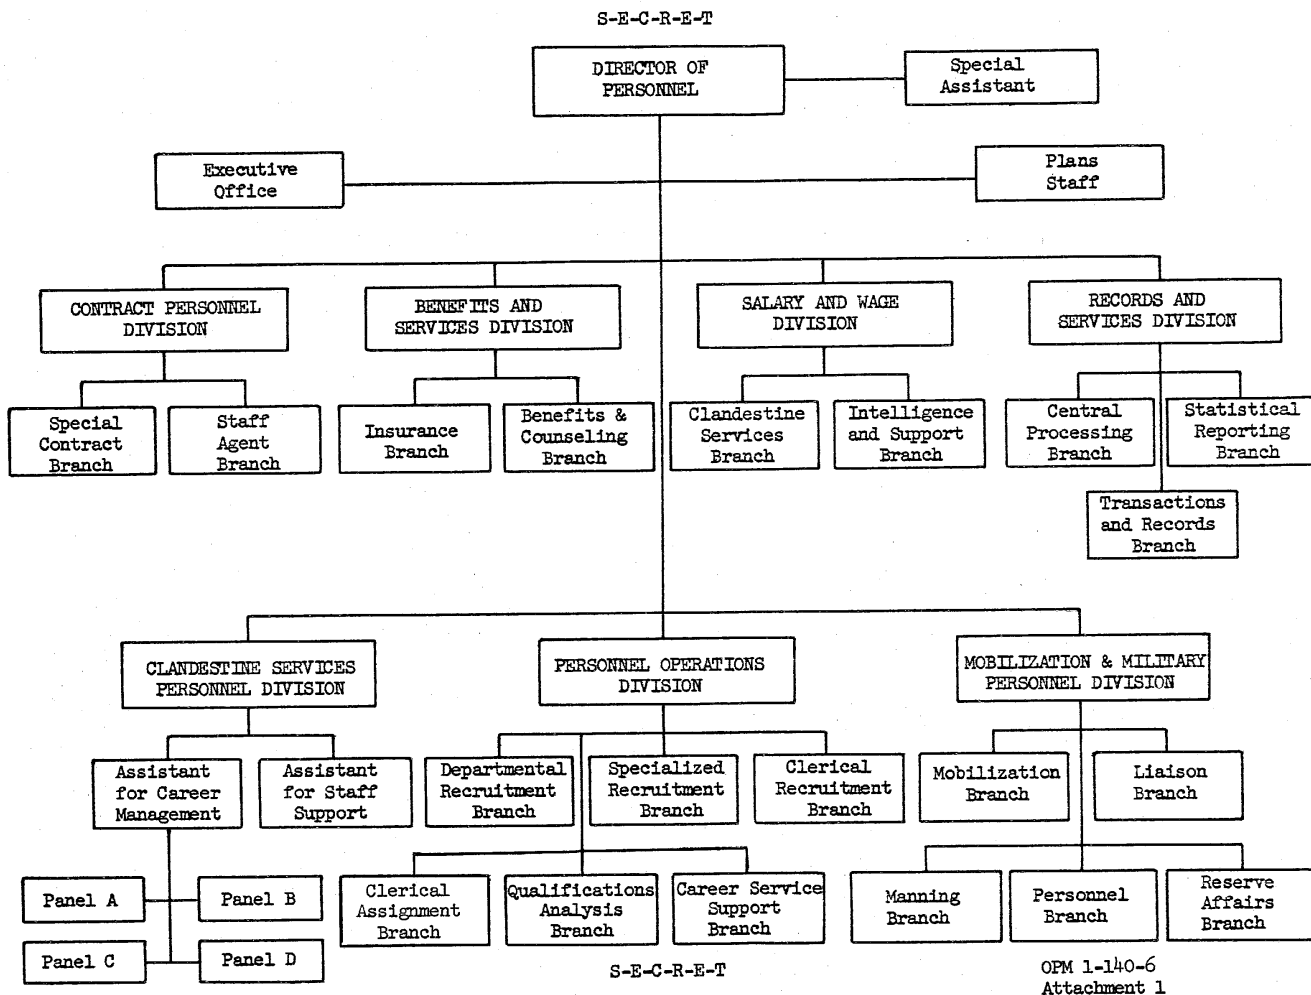 S-E-C-R-E-T
DIRECTOR OF
PERSONNEL
Special
Assistant
Executive
Office
Plans
Staff
CONTRACT PERSONNEL
DIVISION
BENEFITS AND
SERVICES DIVISION
SALARY AND WAGE
DIVISION
RECORDS AND
SERVICES DIVISION
Special
Contract
Branch
Staff
Agent
Branch
Insurance
Branch
Benefits &
Counseling
Branch
Clandestine
Services
Branch
Intelligence
and Support
Branch
Central
Processing
Branch
Statistical
Reporting
Branch
Transactions
and Records
Branch
CLANDESTINE SERVICES
PERSONNEL DIVISION
PERSONNEL OPERATIONS
DIVISION
MOBILIZATION & MILITARY
PERSONNEL DIVISION
Assistant
for Career
Management
Assistant
for Staff
Support
Departmental
Recruitment
Branch
Specialized
Recruitment
Branch
Clerical
Recruitment
Branch
Mobilization
Branch
Liaison
Branch
Panel A
Panel B
Panel C
Panel D
Clerical
Assignment
Branch
Qualifications
Analysis
Branch
Career Service
Support
Branch
Manning
Branch
Personnel
Branch
Reserve
Affairs
Branch
S-E-C-R-E-T
OPM 1-140-6
Attachment 1